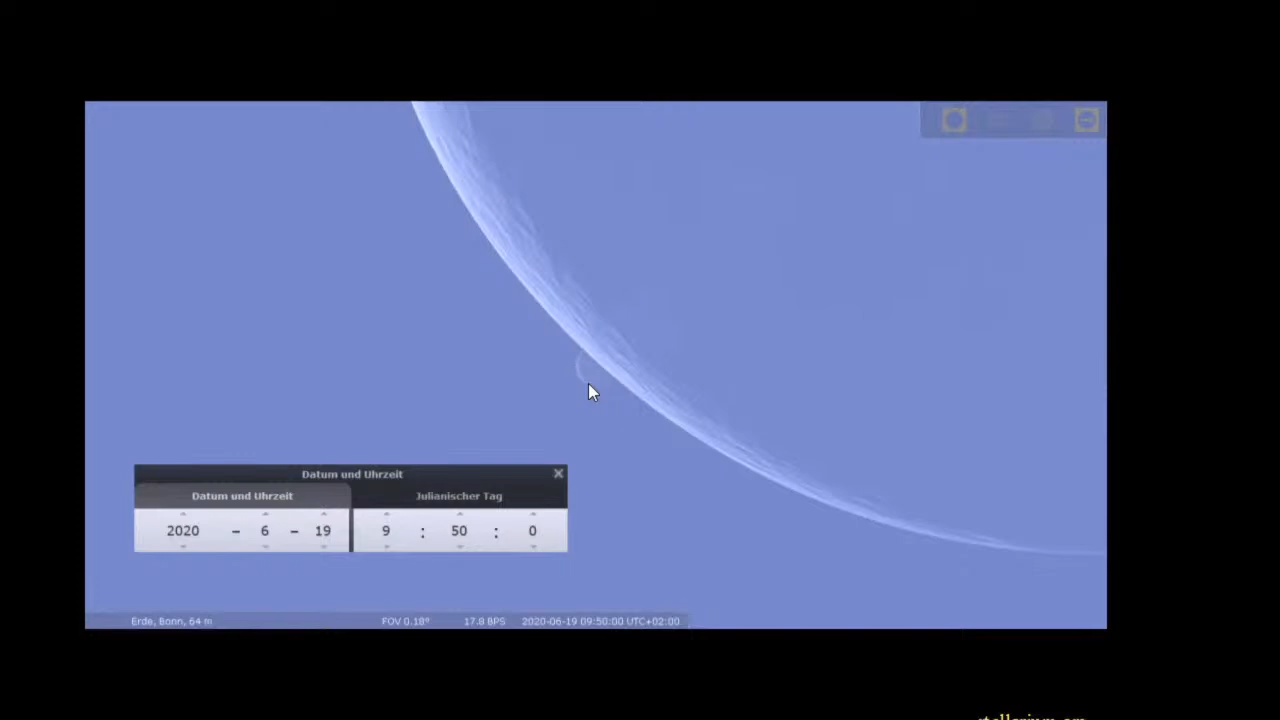 Datum und Uhrzeit
Datum und Uhrzeit Julianischer Tag
2020 - 6 - 19 9 : 50 : 0
Erde, Bonn, 64 m FOV 0.18° 17.8 BPS 2020-06-19 09:50:00 UTC+02:00